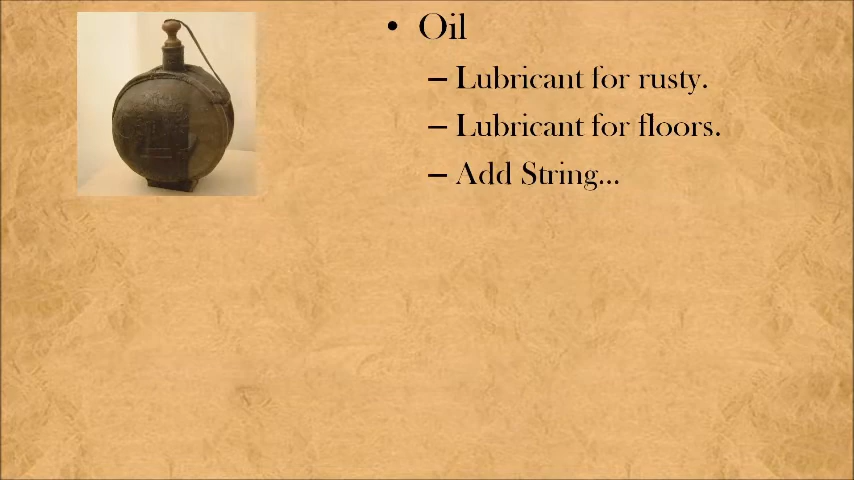 • Oil
– Lubricant for rusty.
– Lubricant for floors.
– Add String...